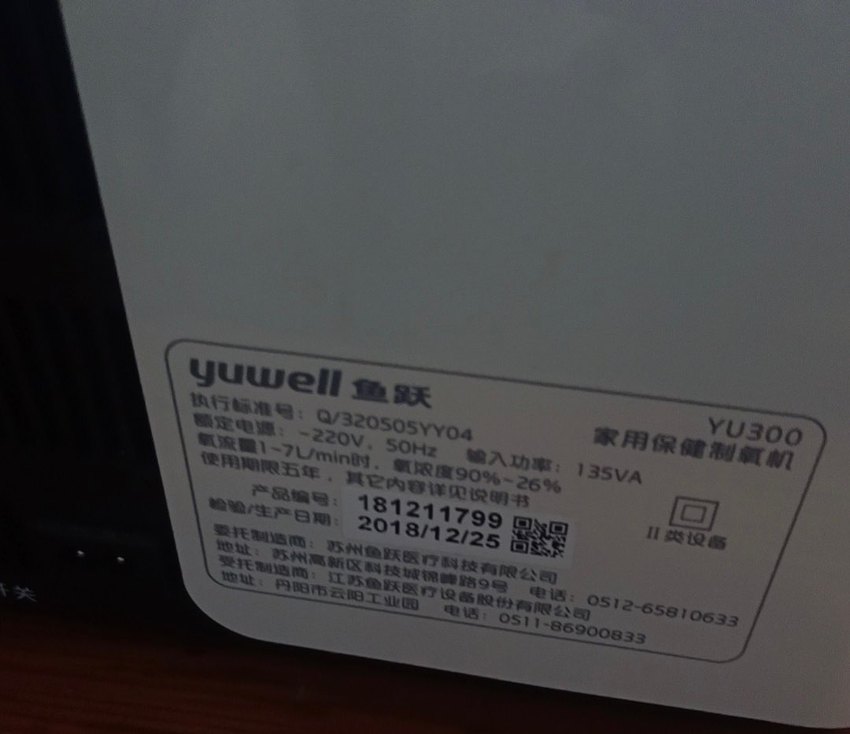 yuwell 鱼跃
YU300
家用保健制氧机
执行标准号：Q/320505YY04
额定电源：~220V，50Hz 输入功率：135VA
氧流量1~7L/min时，氧浓度90%~26%
使用期限五年，其它内容详见说明书
产品编号：181211799
检验/生产日期：2018/12/25
II类设备
委托制造商：苏州鱼跃医疗科技有限公司
地址：苏州高新区科技城锦峰路9号 电话：0512-65810633
受托制造商：江苏鱼跃医疗设备股份有限公司
地址：丹阳市云阳工业园 电话：0511-86900833
开关